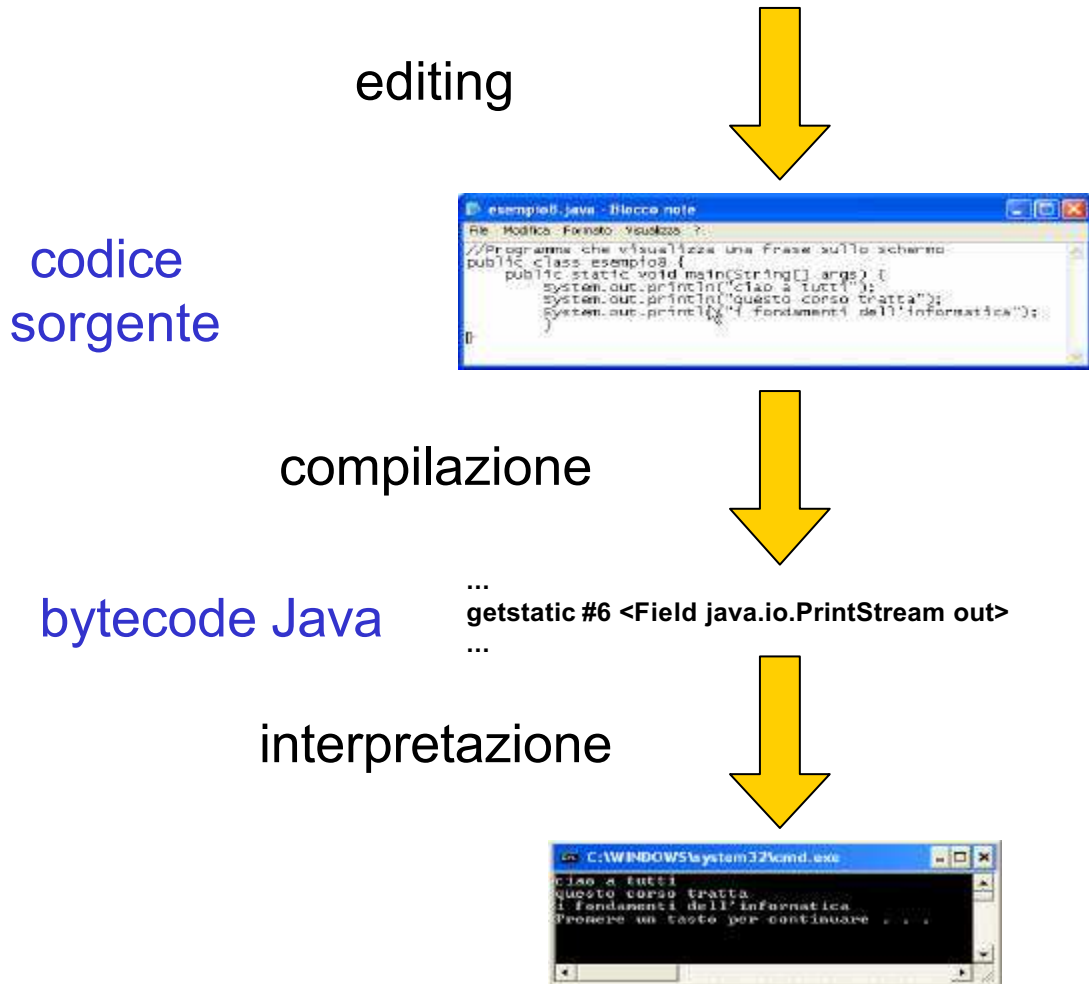 editing
codice
sorgente
esempio8.java - Blocco note
File Modifica Formato Visualizza ?
//Programma che visualizza una frase sullo schermo
public class esempio8 {
public static void main(String[] args) {
System.out.println("ciao a tutti");
System.out.println("questo corso tratta");
System.out.println("i fondamenti dell'informatica");
}
}
compilazione
bytecode Java
...
getstatic #6 <Field java.io.PrintStream out>
...
interpretazione
C:\WINDOWS\system32\cmd.exe
ciao a tutti
questo corso tratta
i fondamenti dell'informatica
Premere un tasto per continuare . . .